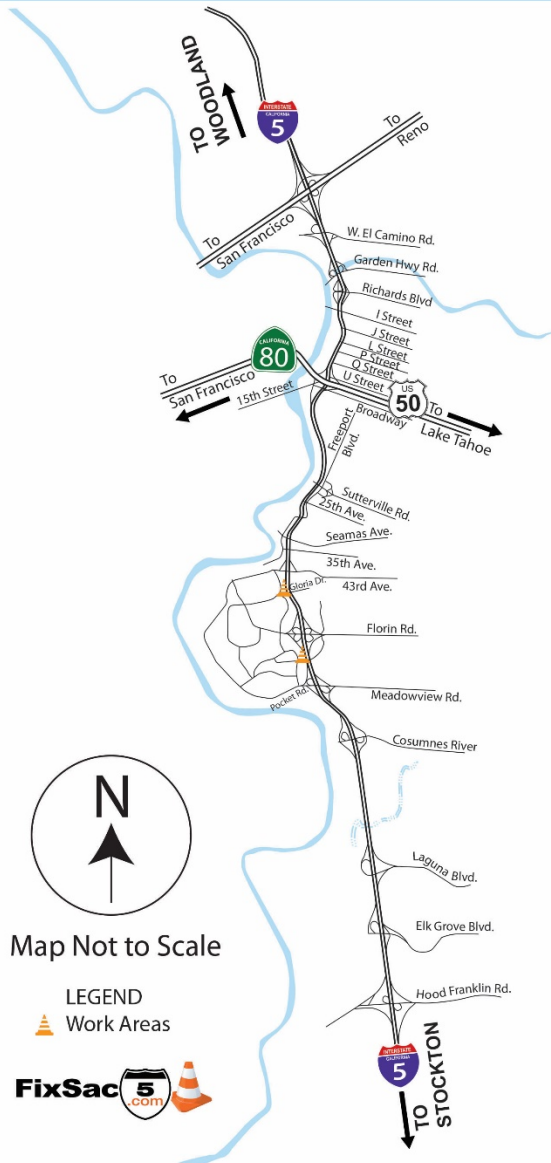 TO
WOODLAND
INTERSTATE
CALIFORNIA
5
To
Reno
To
San Francisco
W. El Camino Rd.
Garden Hwy Rd.
Richards Blvd
I Street
J Street
L Street
P Street
Q Street
U Street
CALIFORNIA
80
To
San Francisco
15th Street
US
50
Broadway
To
Lake Tahoe
Freeport
Blvd.
Sutterville Rd.
25th Ave.
Seamas Ave.
35th Ave.
43rd Ave.
Gloria Dr.
Florin Rd.
Pocket Rd.
Meadowview Rd.
Cosumnes River
N
Map Not to Scale
Laguna Blvd.
Elk Grove Blvd.
Hood Franklin Rd.
LEGEND
Work Areas
INTERSTATE
CALIFORNIA
5
TO
STOCKTON
FixSac 5
.com